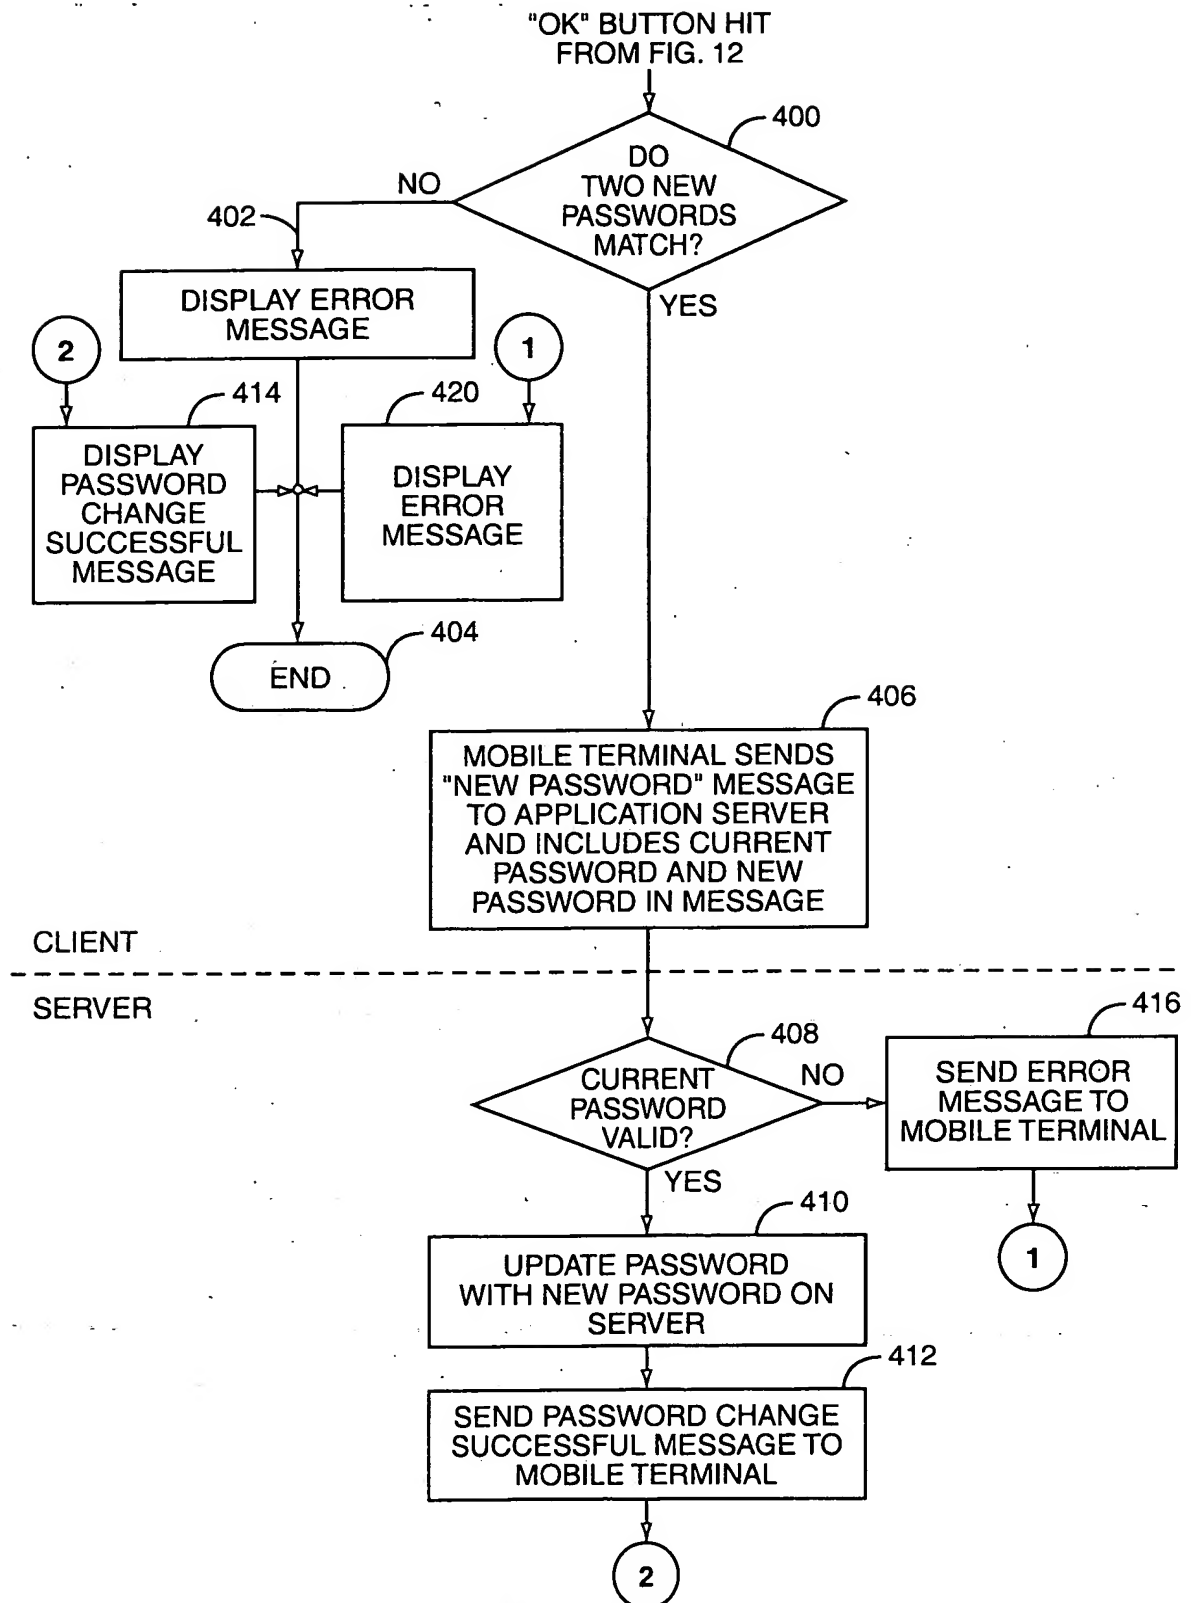 "OK" BUTTON HIT
FROM FIG. 12
400
DO
TWO NEW
PASSWORDS
MATCH?
NO
402
YES
DISPLAY ERROR
MESSAGE
2
1
414
420
DISPLAY
PASSWORD
CHANGE
SUCCESSFUL
MESSAGE
DISPLAY
ERROR
MESSAGE
404
END
406
MOBILE TERMINAL SENDS
"NEW PASSWORD" MESSAGE
TO APPLICATION SERVER
AND INCLUDES CURRENT
PASSWORD AND NEW
PASSWORD IN MESSAGE
CLIENT
SERVER
408
CURRENT
PASSWORD
VALID?
NO
416
SEND ERROR
MESSAGE TO
MOBILE TERMINAL
1
YES
410
UPDATE PASSWORD
WITH NEW PASSWORD ON
SERVER
412
SEND PASSWORD CHANGE
SUCCESSFUL MESSAGE TO
MOBILE TERMINAL
2